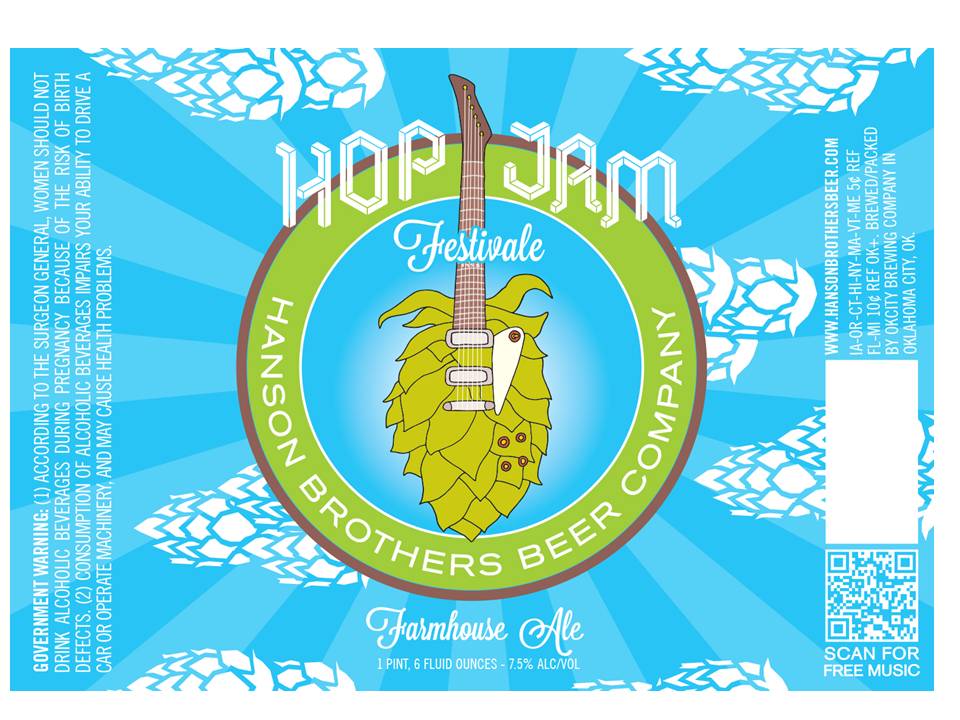 GOVERNMENT WARNING: (1) ACCORDING TO THE SURGEON GENERAL, WOMEN SHOULD NOT
DRINK ALCOHOLIC BEVERAGES DURING PREGNANCY BECAUSE OF THE RISK OF BIRTH
DEFECTS. (2) CONSUMPTION OF ALCOHOLIC BEVERAGES IMPAIRS YOUR ABILITY TO DRIVE A
CAR OR OPERATE MACHINERY, AND MAY CAUSE HEALTH PROBLEMS.
HOP JAM
Festivale
HANSON BROTHERS BEER COMPANY
Farmhouse Ale
1 PINT, 6 FLUID OUNCES - 7.5% ALC/VOL
WWW.HANSONBROTHERSBEER.COM
IA-OR-CT-HI-NY-MA-VT-ME 5¢ REF
FL-MI 10¢ REF OK+. BREWED/PACKED
BY OKCITY BREWING COMPANY IN
OKLAHOMA CITY, OK.
SCAN FOR
FREE MUSIC